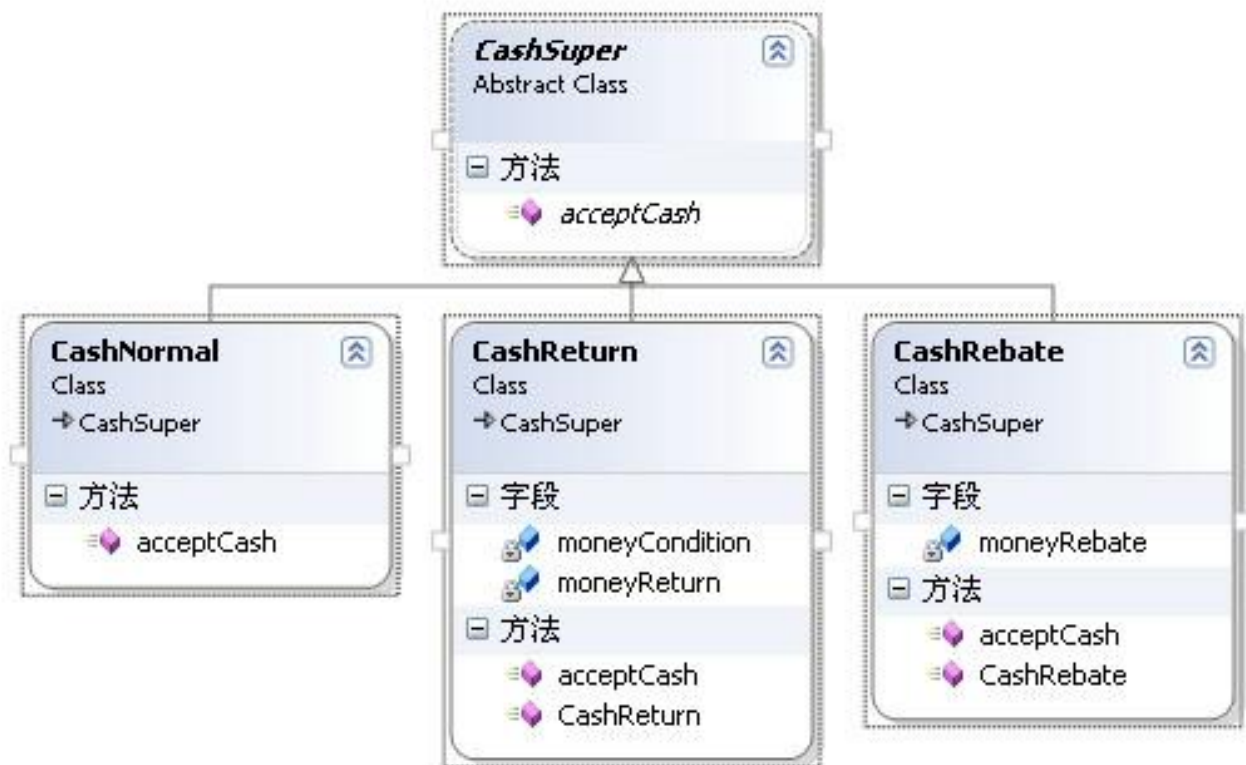 CashSuper
Abstract Class
方法
acceptCash
CashNormal
Class
CashSuper
方法
acceptCash
CashReturn
Class
CashSuper
字段
moneyCondition
moneyReturn
方法
acceptCash
CashReturn
CashRebate
Class
CashSuper
字段
moneyRebate
方法
acceptCash
CashRebate